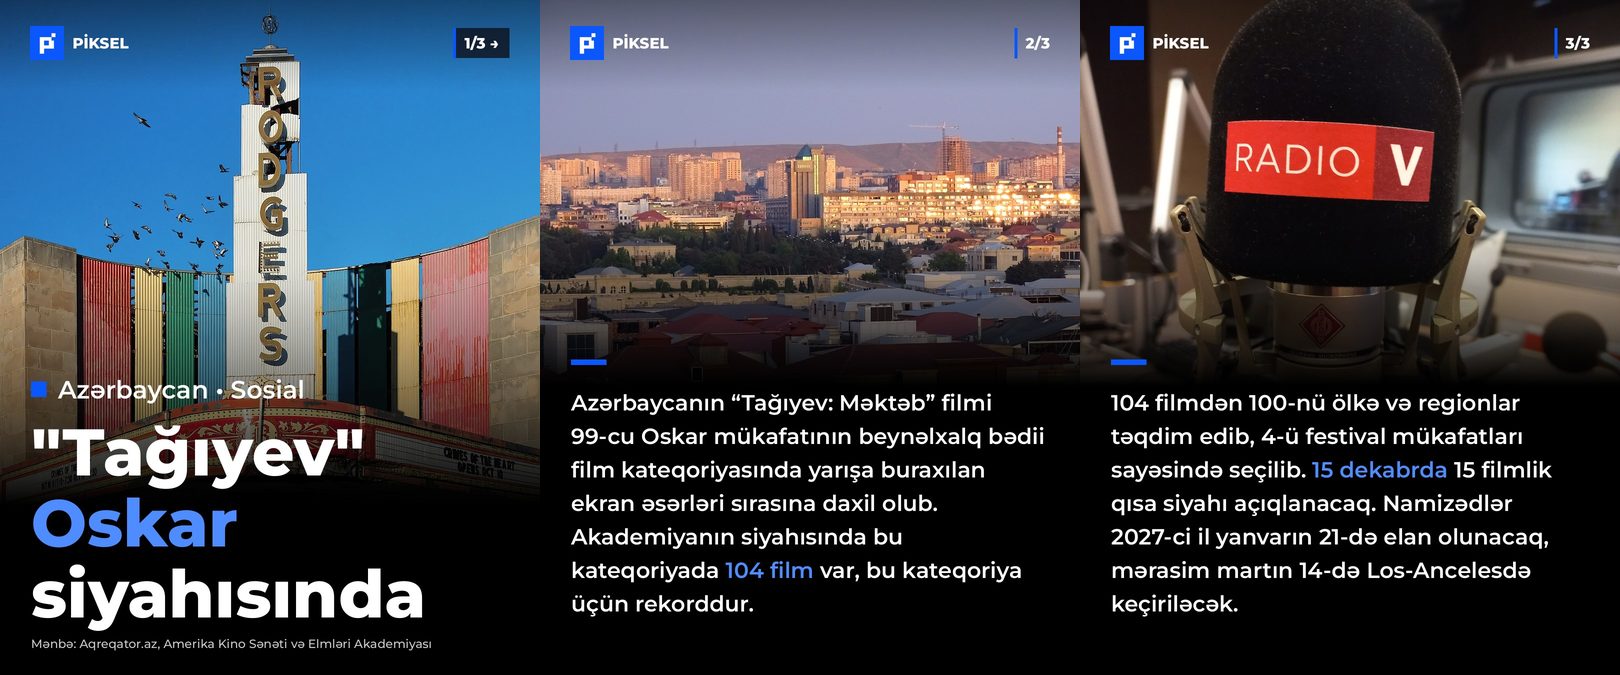 PİKSEL
1/3 →
RODGERS
CRIMES OF THE HEART
Azərbaycan • Sosial
"Tağıyev"
Oskar
siyahısında
Mənbə: Aqreqator.az, Amerika Kino Sənəti və Elmləri Akademiyası
PİKSEL
2/3
Azərbaycanın “Tağıyev: Məktəb” filmi
99-cu Oskar mükafatının beynəlxalq bədii
film kateqoriyasında yarışa buraxılan
ekran əsərləri sırasına daxil olub.
Akademiyanın siyahısında bu
kateqoriyada 104 film var, bu kateqoriya
üçün rekorddur.
PİKSEL
3/3
RADIO V
104 filmdən 100-nü ölkə və regionlar
təqdim edib, 4-ü festival mükafatları
sayəsində seçilib. 15 dekabrda 15 filmlik
qısa siyahı açıqlanacaq. Namizədlər
2027-ci il yanvarın 21-də elan olunacaq,
mərasim martın 14-də Los-Ancelesdə
keçiriləcək.